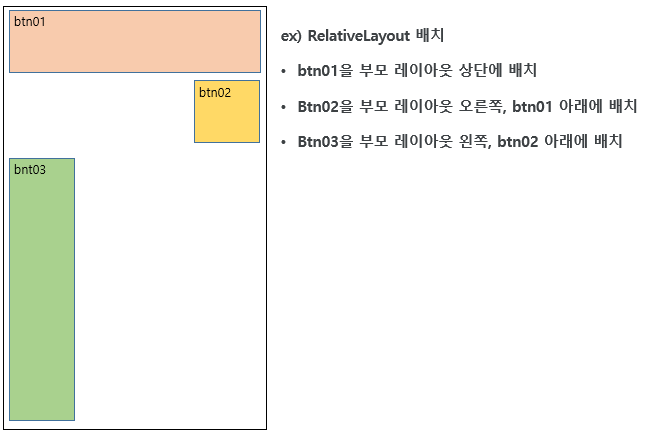 btn01
btn02
bnt03
ex) RelativeLayout 배치
• btn01을 부모 레이아웃 상단에 배치
• Btn02을 부모 레이아웃 오른쪽, btn01 아래에 배치
• Btn03을 부모 레이아웃 왼쪽, btn02 아래에 배치